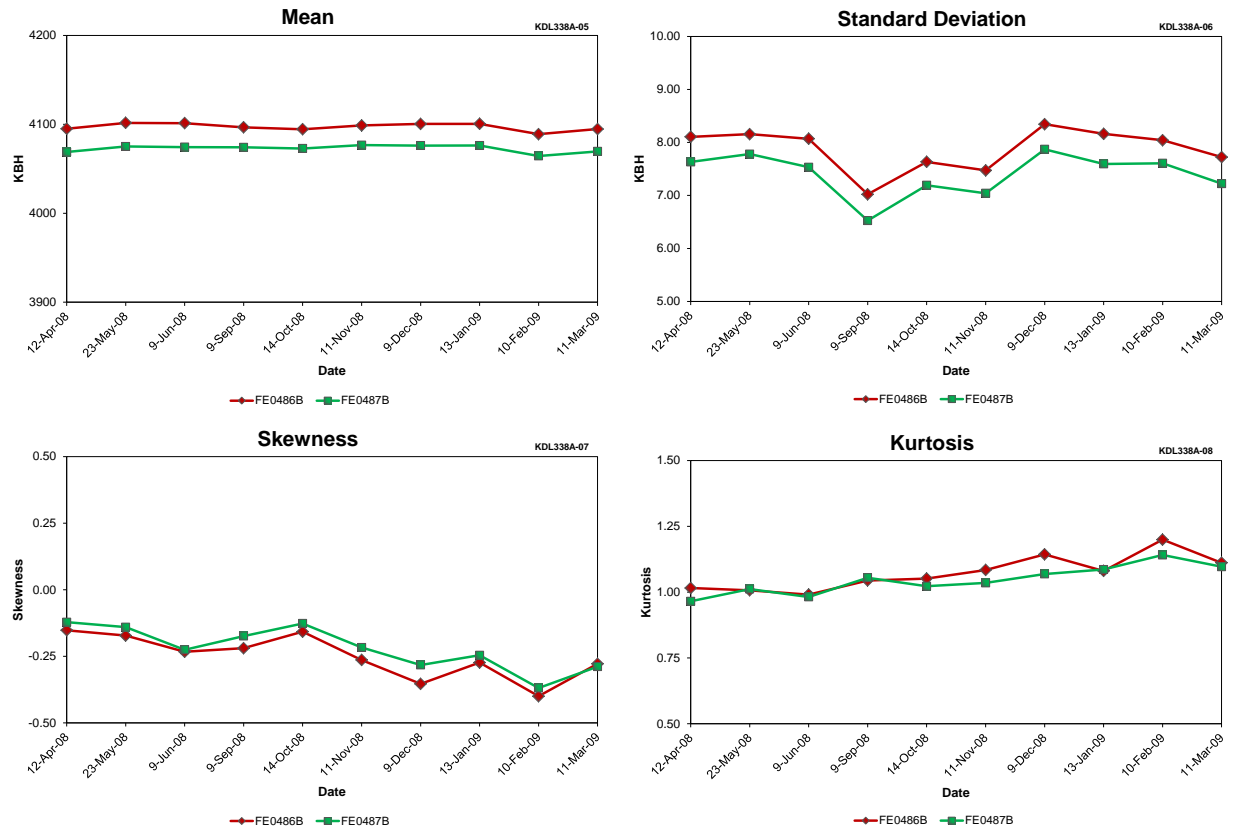 Mean
KDL338A-05
4200
4100
4000
3900
KBH
12-Apr-08
23-May-08
9-Jun-08
9-Sep-08
14-Oct-08
11-Nov-08
9-Dec-08
13-Jan-09
10-Feb-09
11-Mar-09
Date
FE0486B FE0487B
Standard Deviation
KDL338A-06
10.00
9.00
8.00
7.00
6.00
5.00
KBH
12-Apr-08
23-May-08
9-Jun-08
9-Sep-08
14-Oct-08
11-Nov-08
9-Dec-08
13-Jan-09
10-Feb-09
11-Mar-09
Date
FE0486B FE0487B
Skewness
KDL338A-07
0.50
0.25
0.00
-0.25
-0.50
Skewness
12-Apr-08
23-May-08
9-Jun-08
9-Sep-08
14-Oct-08
11-Nov-08
9-Dec-08
13-Jan-09
10-Feb-09
11-Mar-09
Date
FE0486B FE0487B
Kurtosis
KDL338A-08
1.50
1.25
1.00
0.75
0.50
Kurtosis
12-Apr-08
23-May-08
9-Jun-08
9-Sep-08
14-Oct-08
11-Nov-08
9-Dec-08
13-Jan-09
10-Feb-09
11-Mar-09
Date
FE0486B FE0487B